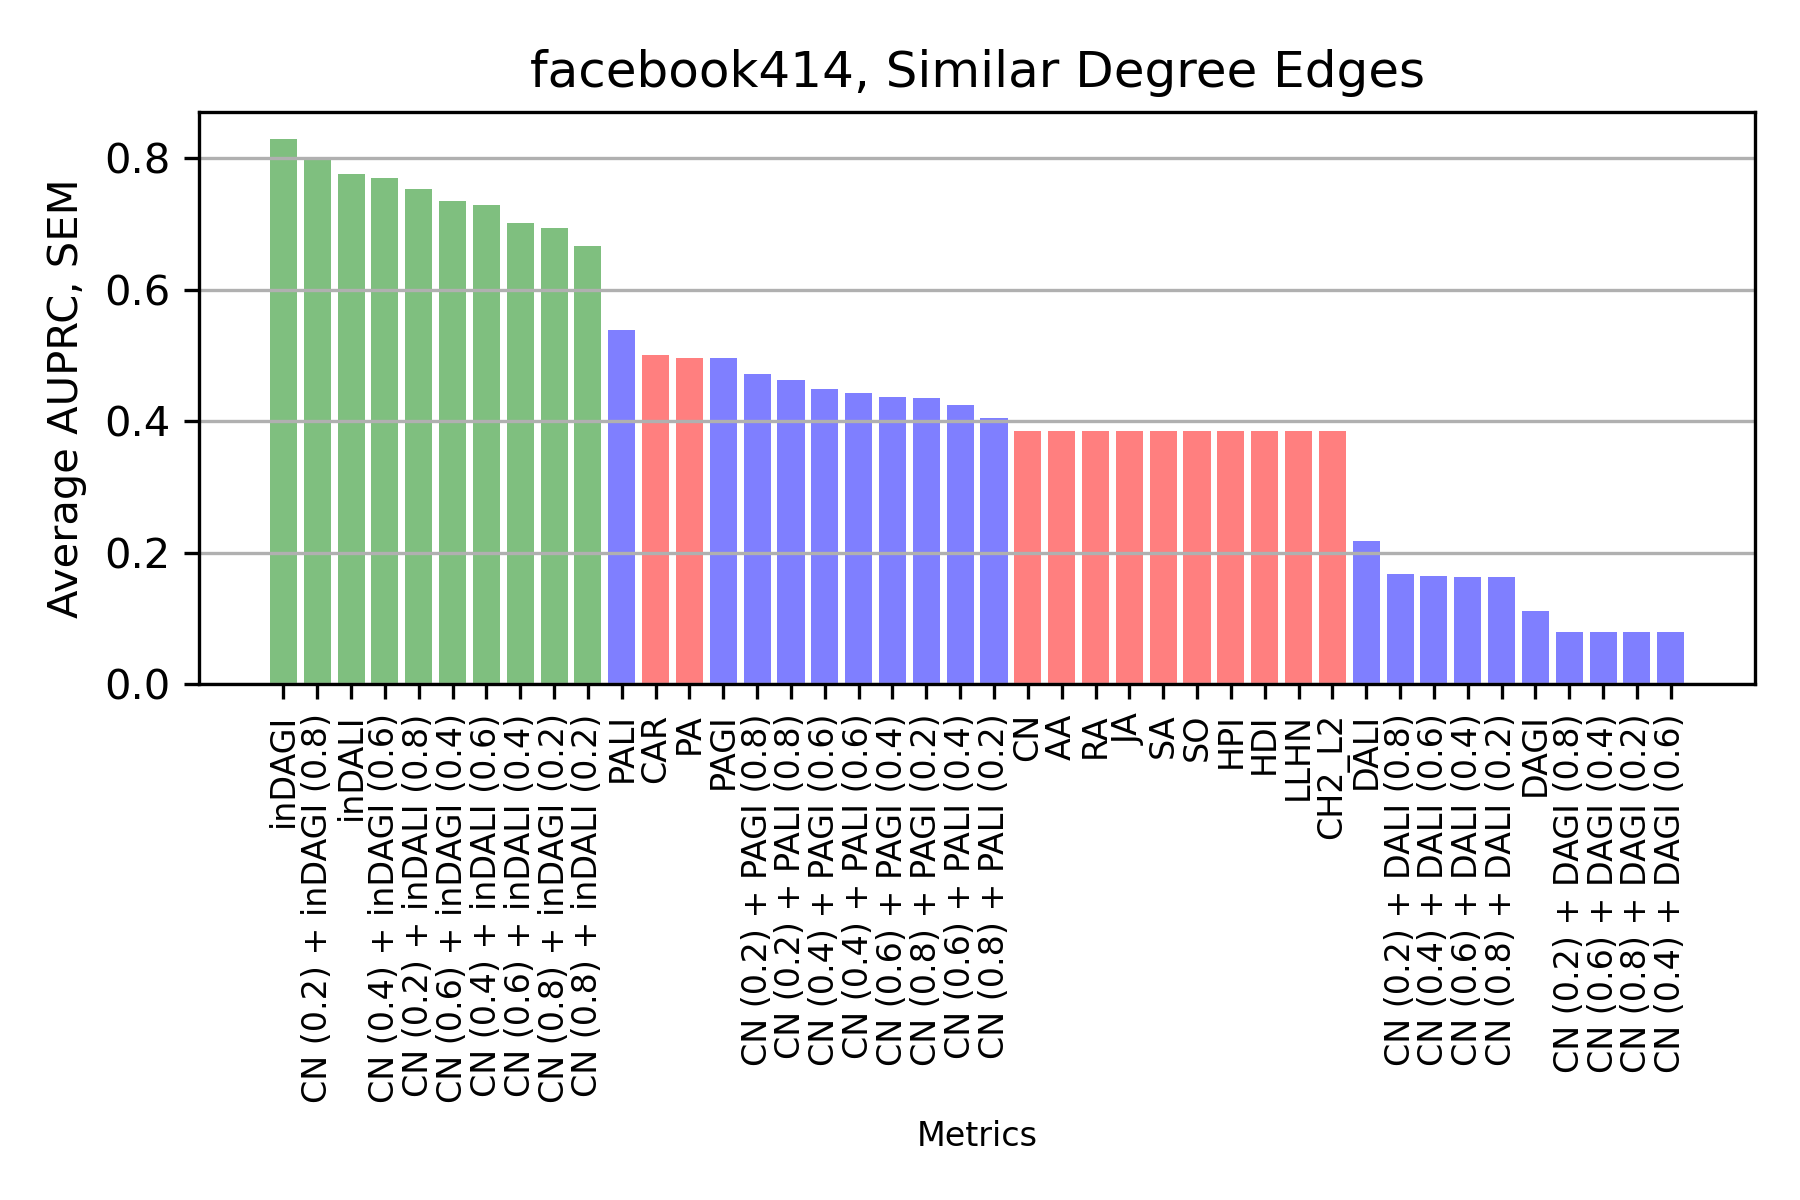 facebook414, Similar Degree Edges
Average AUPRC, SEM
0.8
0.6
0.4
0.2
0.0
inDAGI
CN (0.2) + inDAGI (0.8)
inDALI
CN (0.4) + inDAGI (0.6)
CN (0.2) + inDALI (0.8)
CN (0.6) + inDAGI (0.4)
CN (0.4) + inDALI (0.6)
CN (0.6) + inDALI (0.4)
CN (0.8) + inDAGI (0.2)
CN (0.8) + inDALI (0.2)
PALI
CAR
PA
PAGI
CN (0.2) + PAGI (0.8)
CN (0.2) + PALI (0.8)
CN (0.4) + PAGI (0.6)
CN (0.4) + PALI (0.6)
CN (0.6) + PAGI (0.4)
CN (0.8) + PAGI (0.2)
CN (0.6) + PALI (0.4)
CN (0.8) + PALI (0.2)
CN
AA
RA
JA
SA
SO
HPI
HDI
LLHN
CH2_L2
DALI
CN (0.2) + DALI (0.8)
CN (0.4) + DALI (0.6)
CN (0.6) + DALI (0.4)
CN (0.8) + DALI (0.2)
DAGI
CN (0.2) + DAGI (0.8)
CN (0.6) + DAGI (0.4)
CN (0.8) + DAGI (0.2)
CN (0.4) + DAGI (0.6)
Metrics